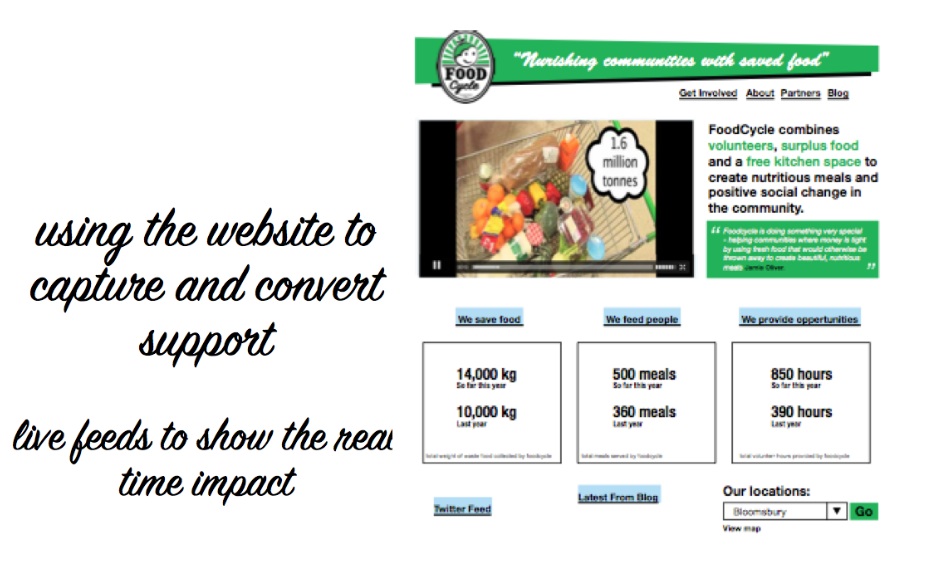 using the website to
capture and convert
support
live feeds to show the real
time impact
FOOD
Cycle
"Nurishing communities with saved food"
Get Involved About Partners Blog
1.6
million
tonnes
FoodCycle combines
volunteers, surplus food
and a free kitchen space to
create nutritious meals and
positive social change in
the community.
“ Foodcycle is doing something very special
- helping communities where money is tight
by using fresh food that would otherwise be
thrown away to create beautiful, nutritious
meals Jamie Oliver. ”
We save food
We feed people
We provide opportunities
14,000 kg
So far this year
10,000 kg
Last year
total weight of waste food collected by foodcycle
500 meals
So far this year
360 meals
Last year
total meals served by foodcycle
850 hours
So far this year
390 hours
Last year
total volunteer hours provided by foodcycle
Twitter Feed
Latest From Blog
Our locations:
Bloomsbury
Go
View map